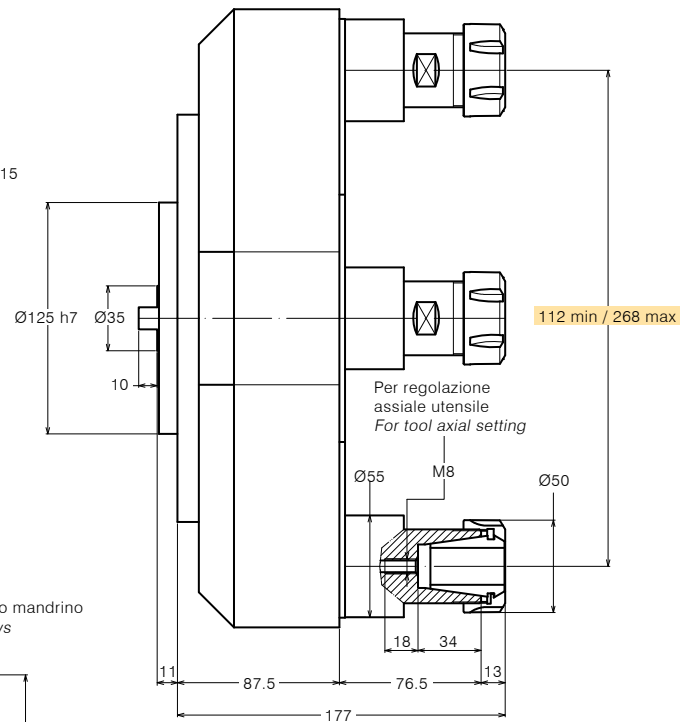 15
Ø125 h7
Ø35
112 min / 268 max
10
Per regolazione
assiale utensile
For tool axial setting
M8
Ø55
Ø50
o mandrino
18
34
11
87.5
76.5
13
177